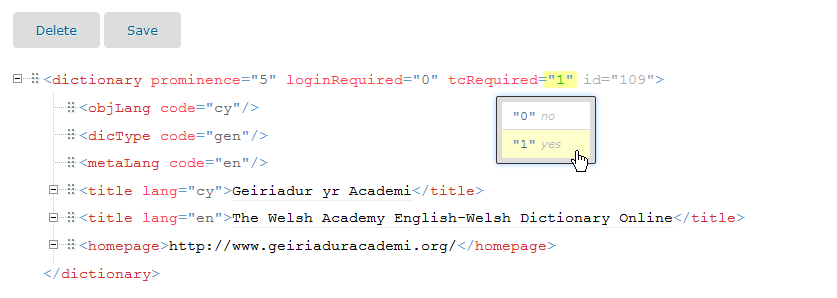 Delete Save
<dictionary prominence="5" loginRequired="0" tcRequired="1" id="109">
<objLang code="cy"/>
"0" no
<dicType code="gen"/>
"1" yes
<metaLang code="en"/>
<title lang="cy">Geiriadur yr Academi</title>
<title lang="en">The Welsh Academy English-Welsh Dictionary Online</title>
<homepage>http://www.geiriaduracademi.org/</homepage>
</dictionary>